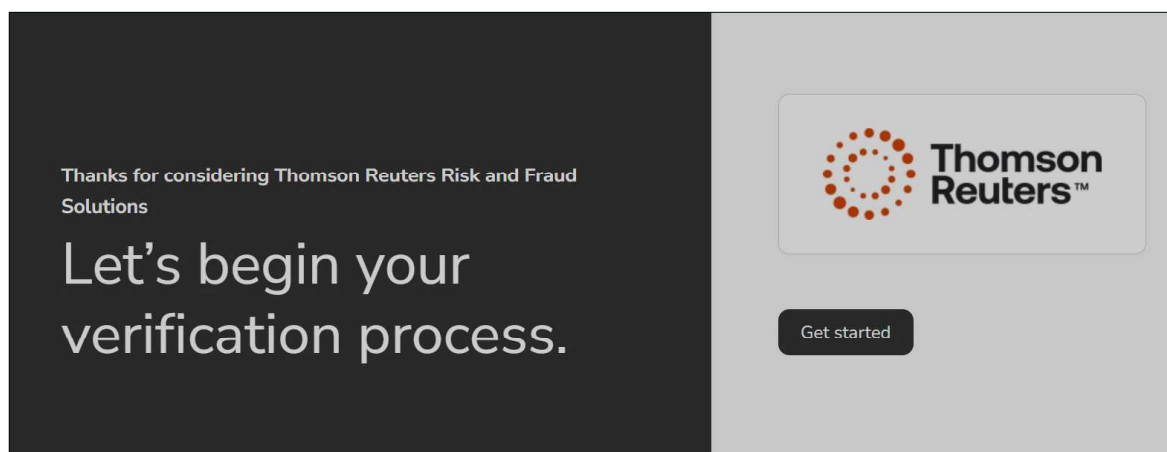 Thanks for considering Thomson Reuters Risk and Fraud
Solutions
Let’s begin your
verification process.
Thomson
Reuters™
Get started